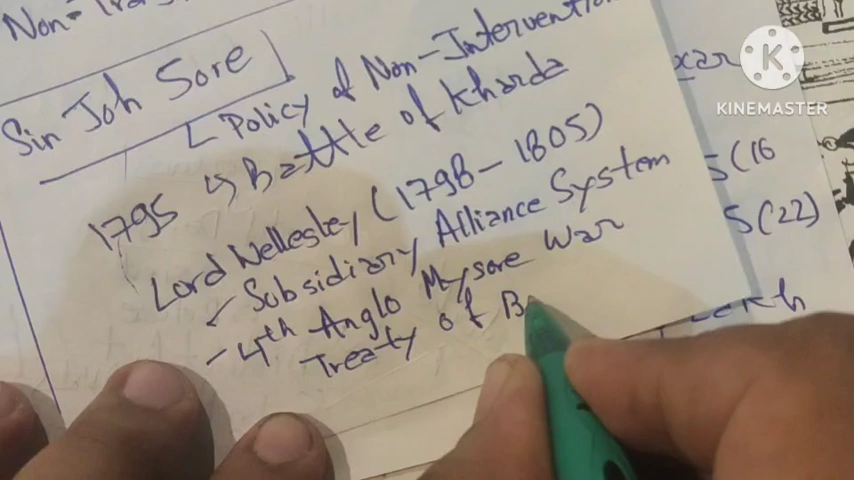 Non-
Sir Joh Sore
[ Policy of Non-Intervention
1795 ↳ Battle of Kharda
Lord Wellesley (1798-1805)
- Subsidiary Alliance System
- 4th Anglo Mysore War
Treaty of B
xar
5(16
5(22)
K
KINEMASTER